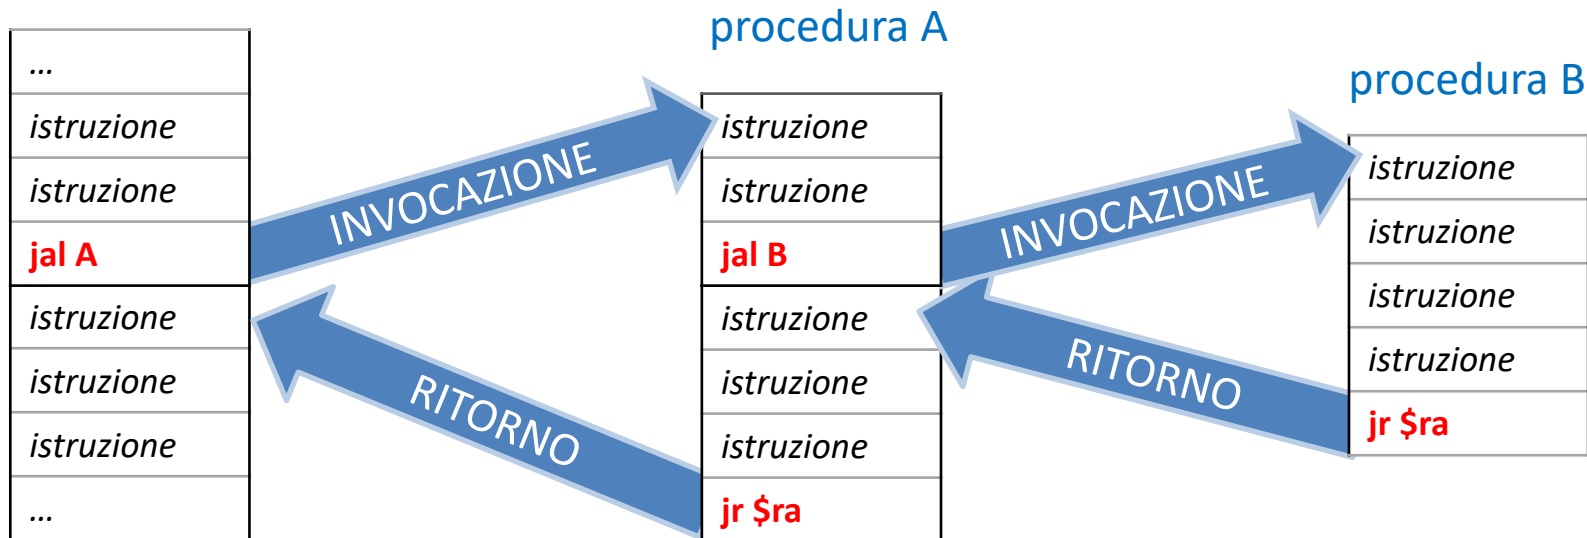 …
istruzione
istruzione
jal A
istruzione
istruzione
istruzione
…
INVOCAZIONE
RITORNO
procedura A
istruzione
istruzione
jal B
istruzione
istruzione
istruzione
jr $ra
INVOCAZIONE
RITORNO
procedura B
istruzione
istruzione
istruzione
istruzione
jr $ra